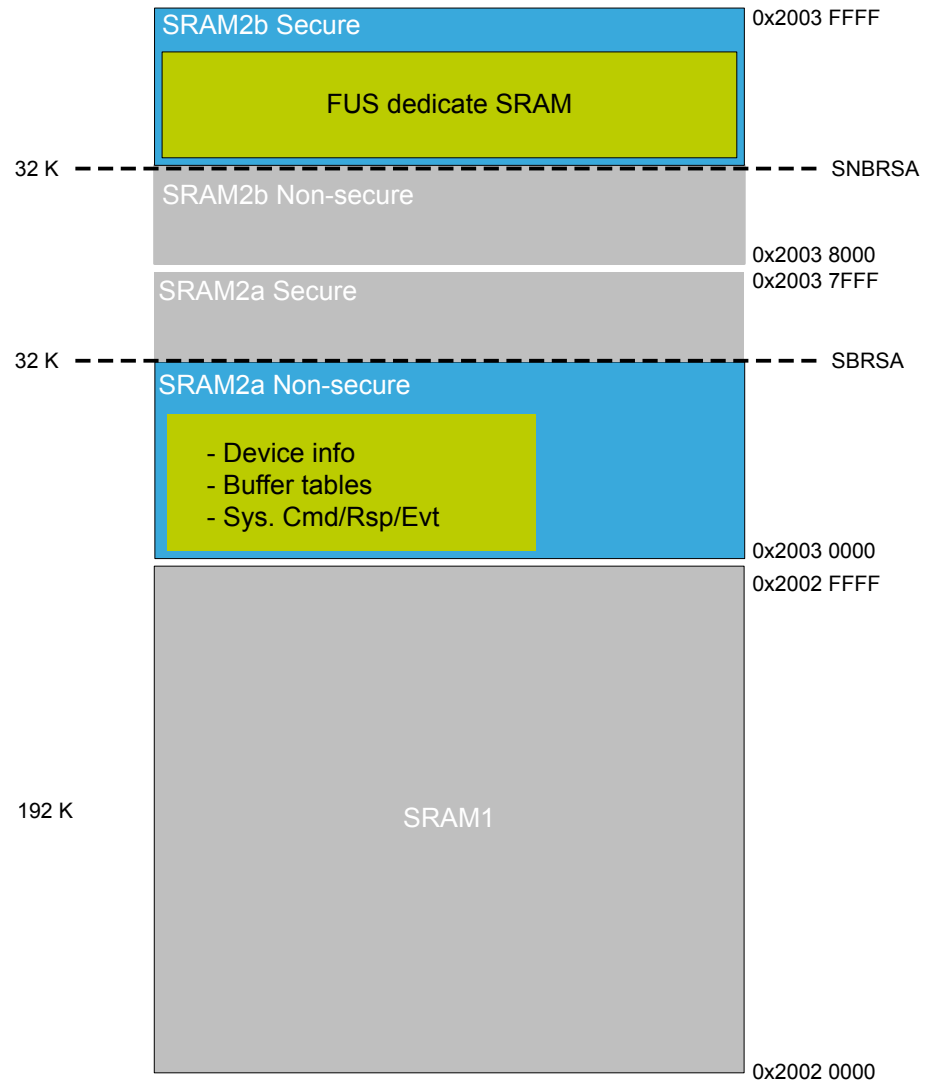 0x2003 FFFF
SRAM2b Secure
FUS dedicate SRAM
32 K
SNBRSA
SRAM2b Non-secure
0x2003 8000
0x2003 7FFF
SRAM2a Secure
32 K
SBRSA
SRAM2a Non-secure
- Device info
- Buffer tables
- Sys. Cmd/Rsp/Evt
0x2003 0000
0x2002 FFFF
192 K
SRAM1
0x2002 0000